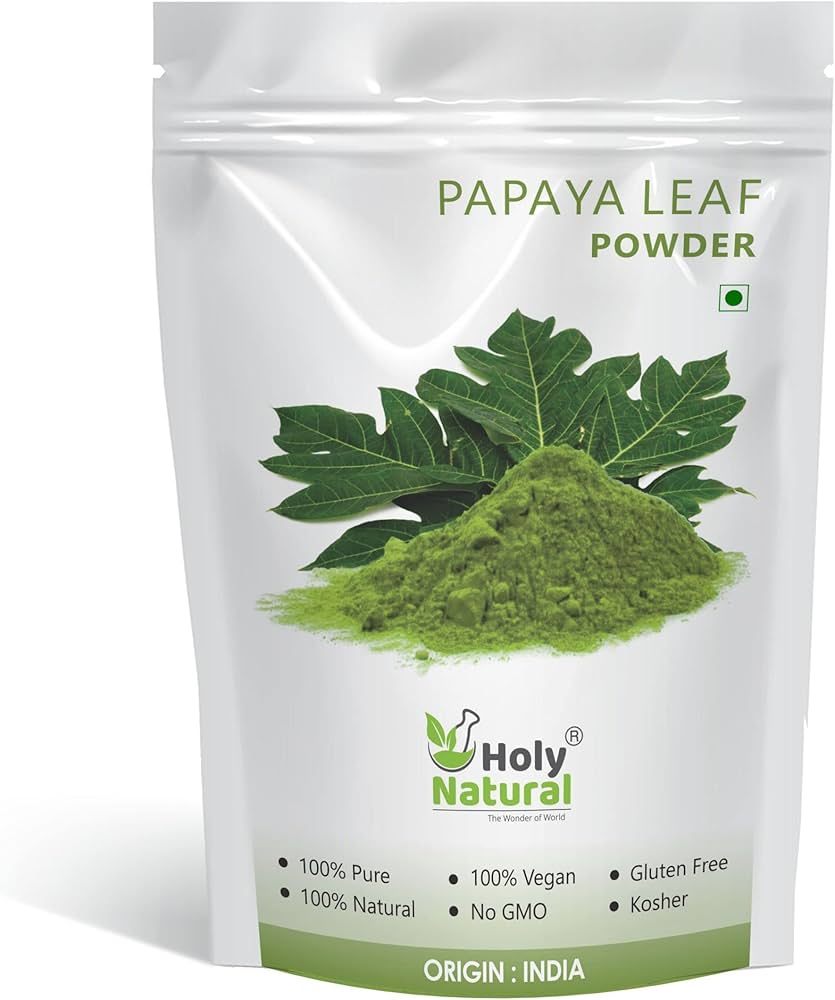 PAPAYA LEAF
POWDER
Holy®
Natural
The Wonder of World
• 100% Pure
• 100% Natural
• 100% Vegan
• No GMO
• Gluten Free
• Kosher
ORIGIN : INDIA